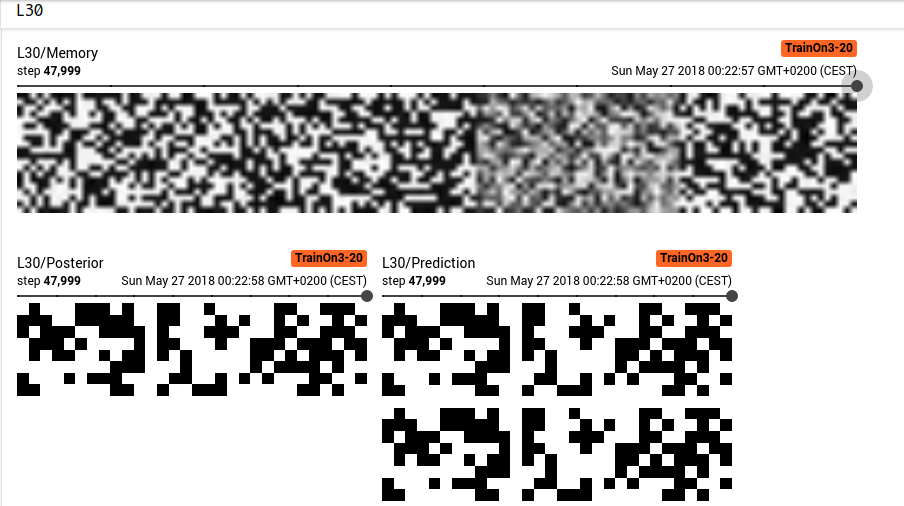 L30
TrainOn3-20
L30/Memory
step 47,999 Sun May 27 2018 00:22:57 GMT+0200 (CEST)
TrainOn3-20 TrainOn3-20
L30/Posterior L30/Prediction
step 47,999 Sun May 27 2018 00:22:58 GMT+0200 (CEST) step 47,999 Sun May 27 2018 00:22:58 GMT+0200 (CEST)